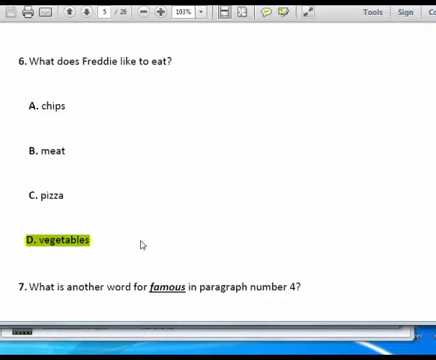 5 / 26
103%
Tools
Sign
6. What does Freddie like to eat?
A. chips
B. meat
C. pizza
D. vegetables
7. What is another word for famous in paragraph number 4?